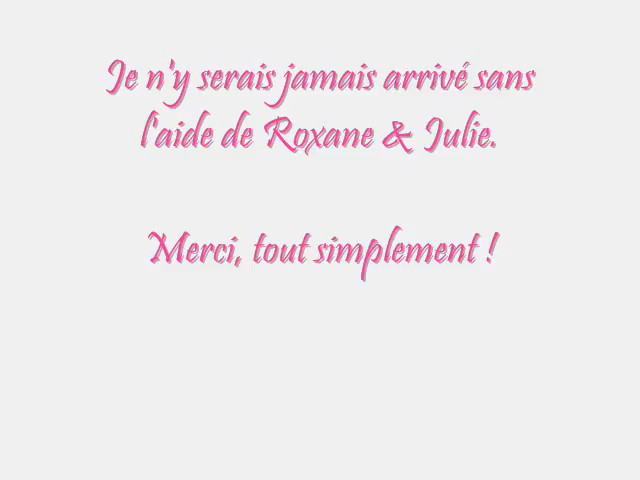 Je n'y serais jamais arrivé sans
l'aide de Roxane & Julie.
Merci, tout simplement !